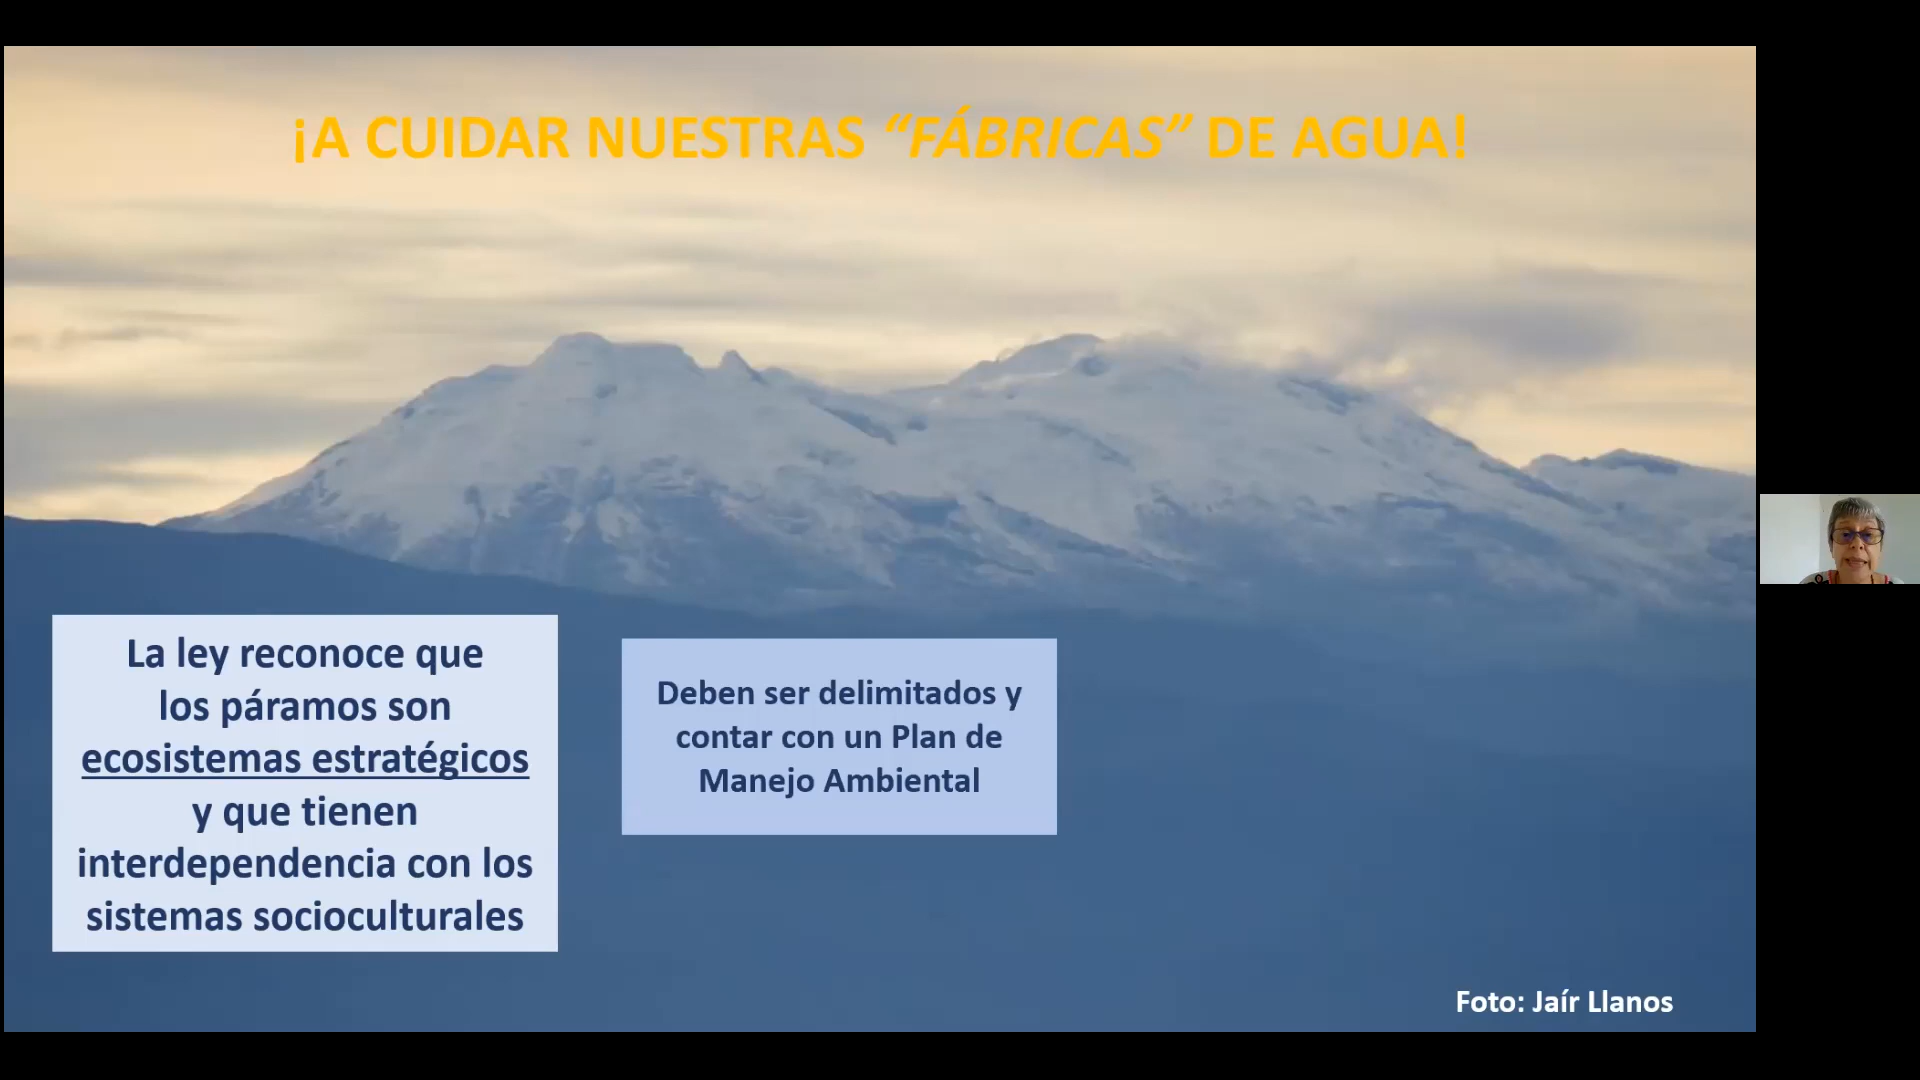 ¡A CUIDAR NUESTRAS “FÁBRICAS” DE AGUA!
La ley reconoce que
los páramos son
ecosistemas estratégicos
y que tienen
interdependencia con los
sistemas socioculturales
Deben ser delimitados y
contar con un Plan de
Manejo Ambiental
Foto: Jaír Llanos